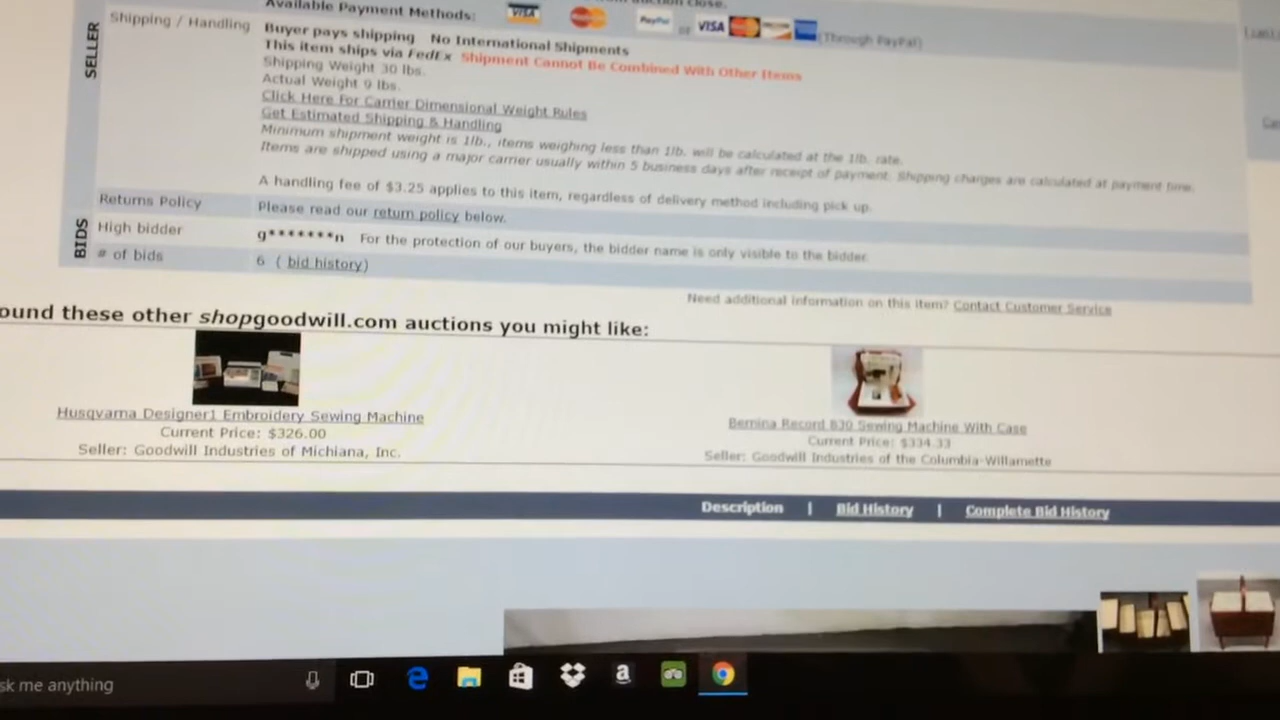 Available Payment Methods: VISA PayPal or VISA (Through PayPal)
SELLER
Shipping / Handling
Buyer pays shipping No International Shipments
This item ships via FedEx Shipment Cannot Be Combined With Other Items
Shipping Weight 30 lbs.
Actual Weight 9 lbs.
Click Here For Carrier Dimensional Weight Rules
Get Estimated Shipping & Handling
Minimum shipment weight is 1lb., items weighing less than 1lb. will be calculated at the 1lb. rate.
Items are shipped using a major carrier usually within 5 business days after receipt of payment. Shipping charges are calculated at payment time.
A handling fee of $3.25 applies to this item, regardless of delivery method including pick up.
Returns Policy Please read our return policy below.
BIDS
High bidder g*******n For the protection of our buyers, the bidder name is only visible to the bidder.
# of bids 6 ( bid history)
Need additional information on this item? Contact Customer Service
ound these other shopgoodwill.com auctions you might like:
Husqvarna Designer1 Embroidery Sewing Machine
Current Price: $326.00
Seller: Goodwill Industries of Michiana, Inc.
Bernina Record 830 Sewing Machine With Case
Current Price: $334.33
Seller: Goodwill Industries of the Columbia-Willamette
Description | Bid History | Complete Bid History
sk me anything